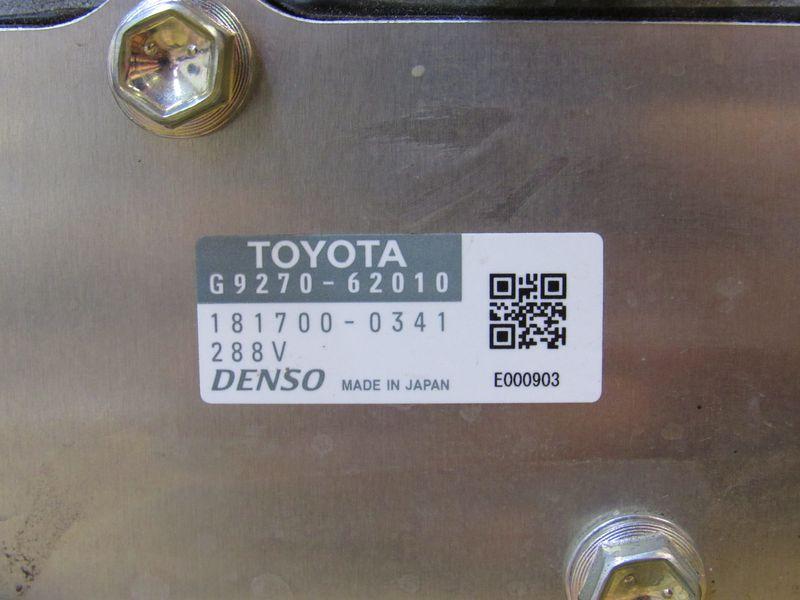 TOYOTA
G9270-62010
181700-0341
288V
DENSO MADE IN JAPAN
E000903